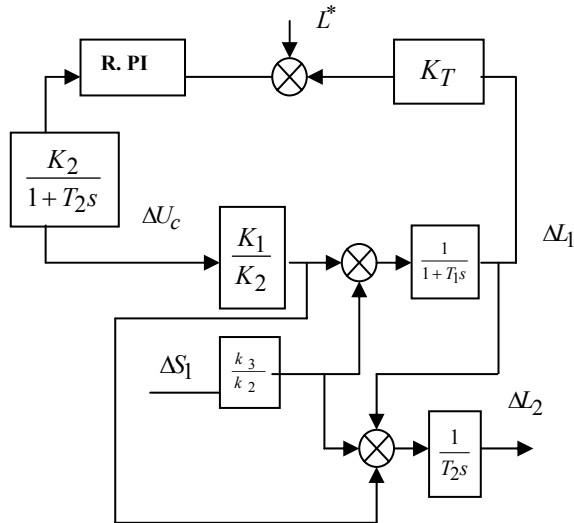 L*
R. PI
K_T
K_2
1+T_2s
ΔU_c
K_1
K_2
1
1+T_1s
ΔL_1
ΔS_1
k_3
k_2
ΔL_2
1
T_2s